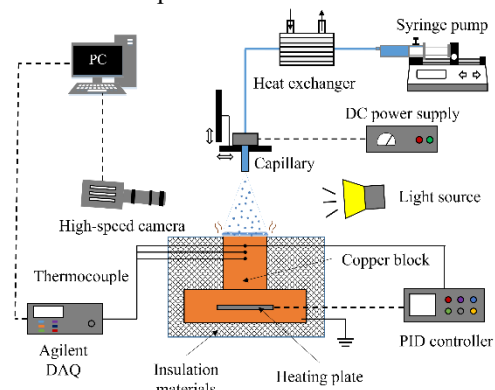 PC
Syringe pump
Heat exchanger
DC power supply
Capillary
Light source
High-speed camera
Copper block
Thermocouple
Agilent
DAQ
PID controller
Insulation
materials
Heating plate